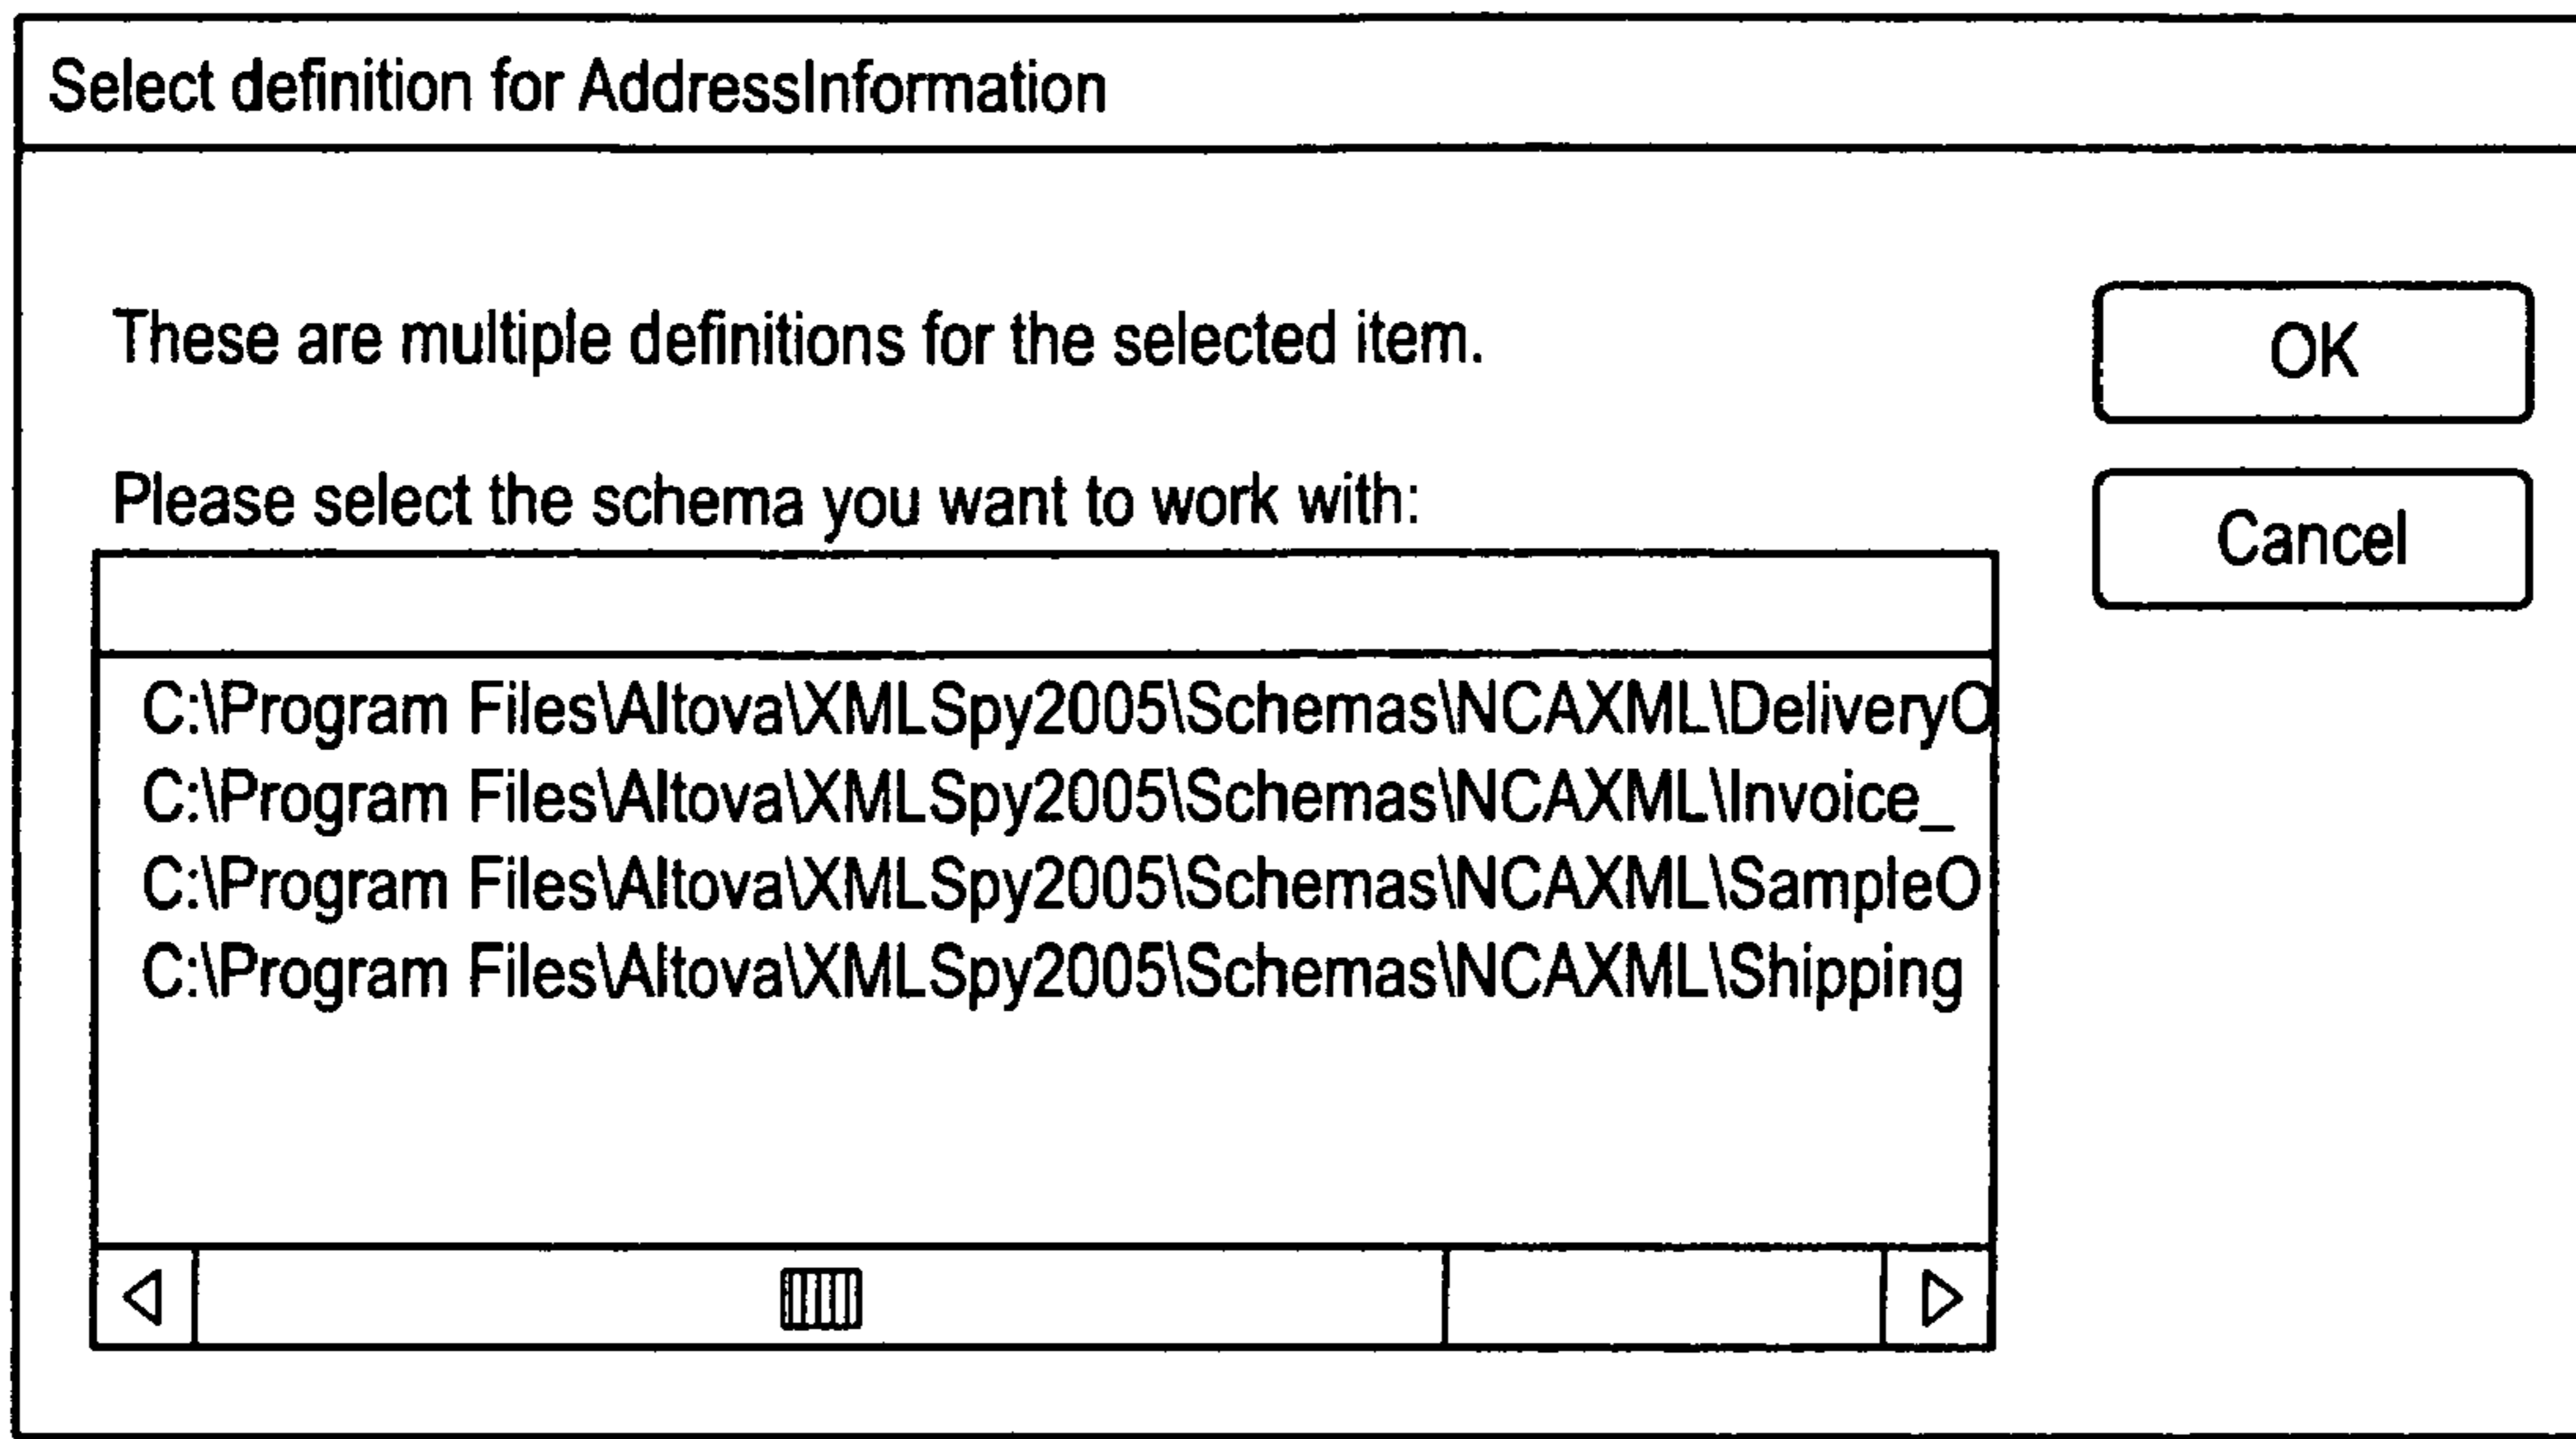 Select definition for AddressInformation
These are multiple definitions for the selected item.
OK
Please select the schema you want to work with:
Cancel
C:\Program Files\Altova\XMLSpy2005\Schemas\NCAXML\DeliveryO
C:\Program Files\Altova\XMLSpy2005\Schemas\NCAXML\Invoice_
C:\Program Files\Altova\XMLSpy2005\Schemas\NCAXML\SampleO
C:\Program Files\Altova\XMLSpy2005\Schemas\NCAXML\Shipping